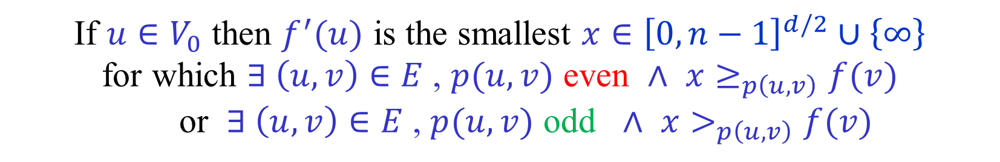 If u ∈ V₀ then f′(u) is the smallest x ∈ [0, n − 1]^{d/2} ∪ {∞}
for which ∃ (u, v) ∈ E , p(u, v) even ∧ x ≥_{p(u,v)} f(v)
or ∃ (u, v) ∈ E , p(u, v) odd ∧ x >_{p(u,v)} f(v)